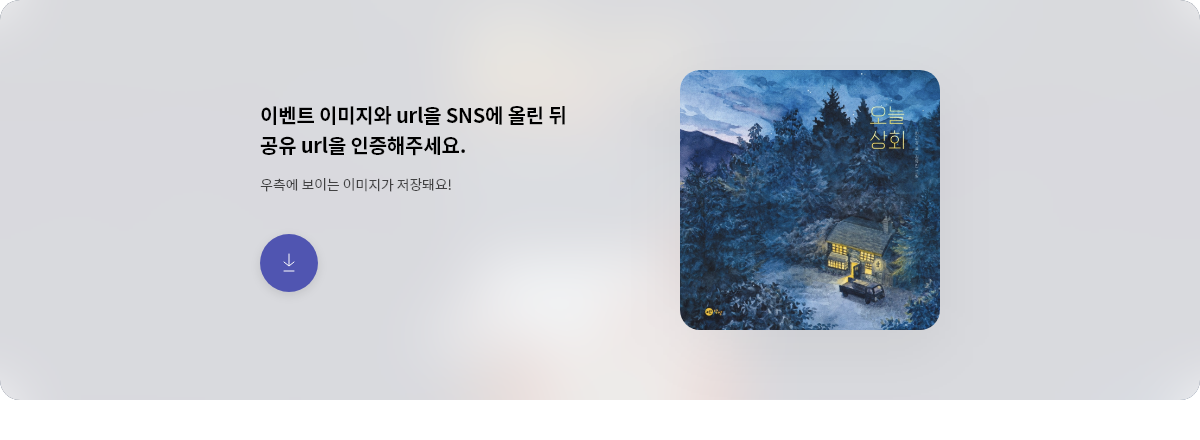 이벤트 이미지와 url을 SNS에 올린 뒤
공유 url을 인증해주세요.
우측에 보이는 이미지가 저장돼요!
오늘
상회